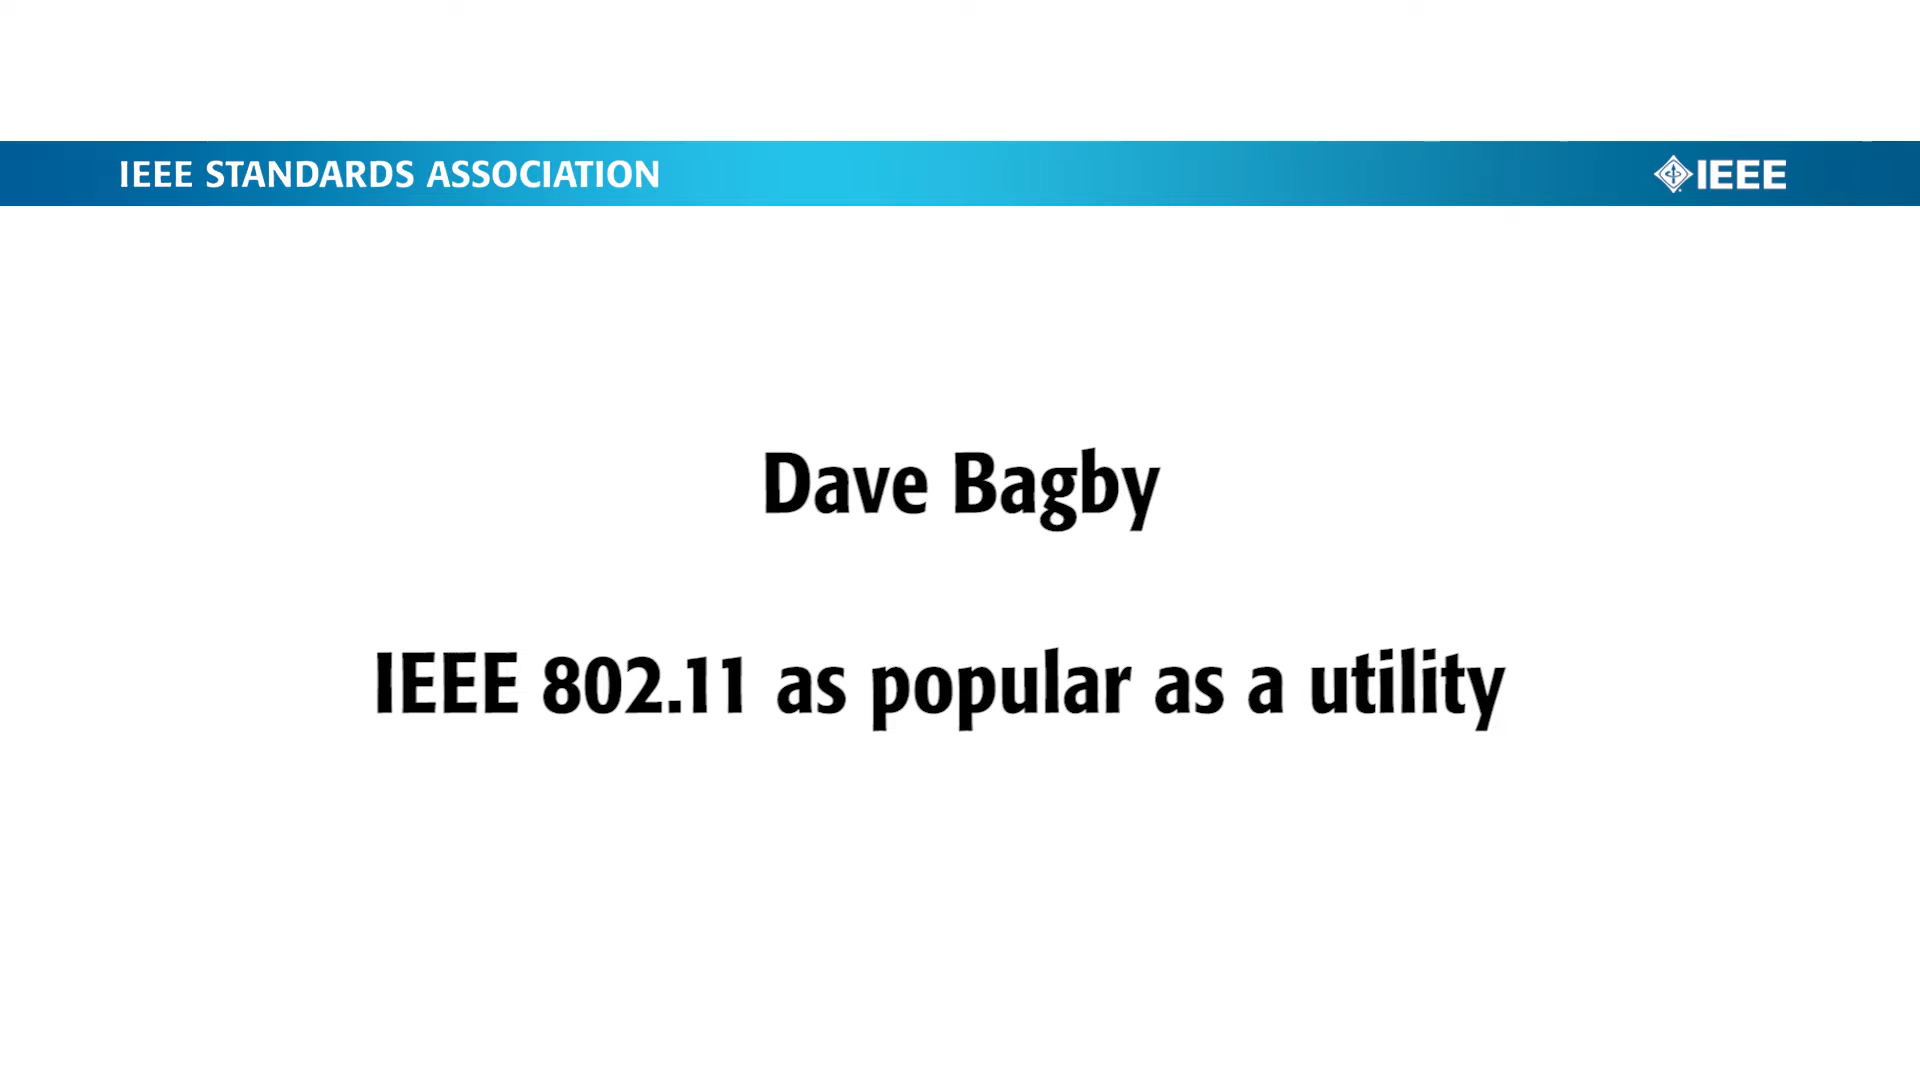 IEEE STANDARDS ASSOCIATION
IEEE
Dave Bagby
IEEE 802.11 as popular as a utility